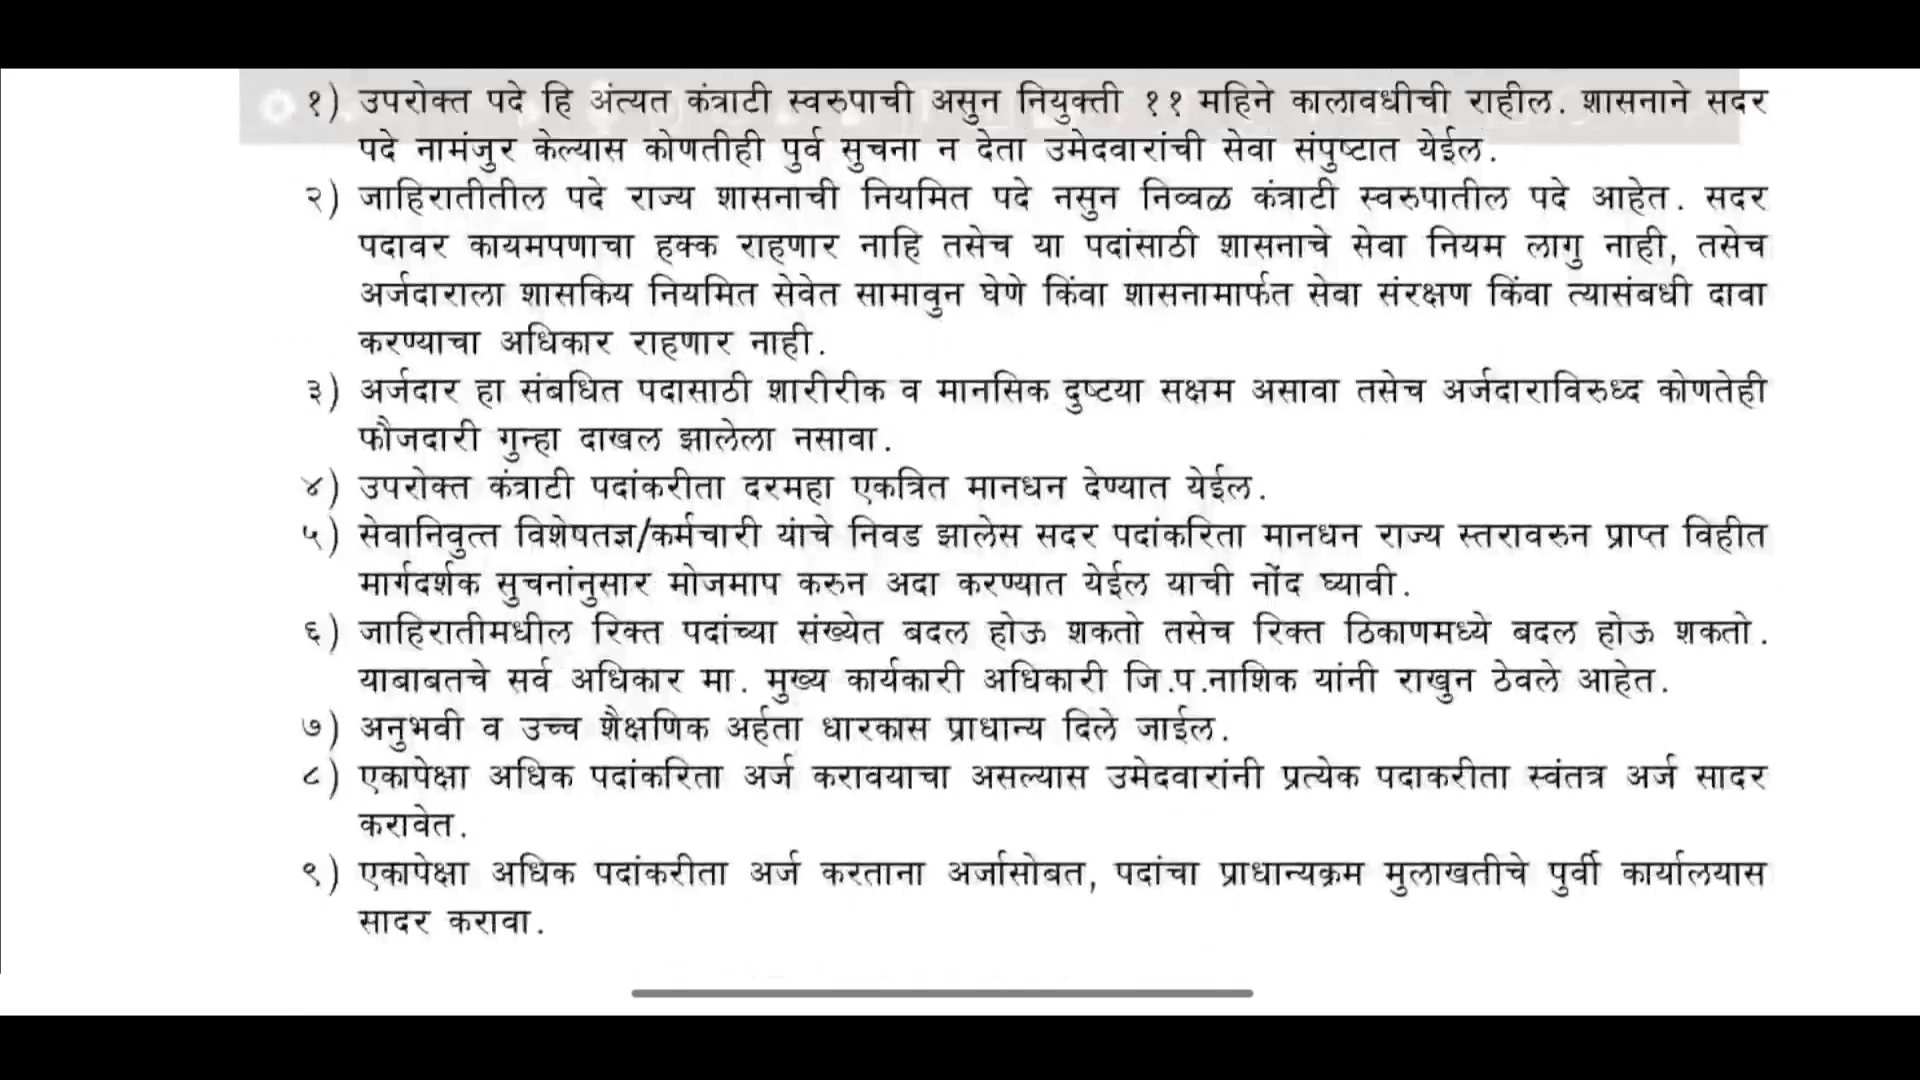 १) उपरोक्त पदे हि अंत्यत कंत्राटी स्वरुपाची असुन नियुक्ती ११ महिने कालावधीची राहील. शासनाने सदर
पदे नामंजुर केल्यास कोणतीही पुर्व सुचना न देता उमेदवारांची सेवा संपुष्टात येईल.
२) जाहिरातीतील पदे राज्य शासनाची नियमित पदे नसुन निव्वळ कंत्राटी स्वरुपातील पदे आहेत. सदर
पदावर कायमपणाचा हक्क राहणार नाहि तसेच या पदांसाठी शासनाचे सेवा नियम लागु नाही, तसेच
अर्जदाराला शासकिय नियमित सेवेत सामावुन घेणे किंवा शासनामार्फत सेवा संरक्षण किंवा त्यासंबधी दावा
करण्याचा अधिकार राहणार नाही.
३) अर्जदार हा संबधित पदासाठी शारीरीक व मानसिक दुष्टया सक्षम असावा तसेच अर्जदाराविरुध्द कोणतेही
फौजदारी गुन्हा दाखल झालेला नसावा.
४) उपरोक्त कंत्राटी पदांकरीता दरमहा एकत्रित मानधन देण्यात येईल.
५) सेवानिवुत्त विशेषतज्ञ/कर्मचारी यांचे निवड झालेस सदर पदांकरिता मानधन राज्य स्तरावरुन प्राप्त विहीत
मार्गदर्शक सुचनांनुसार मोजमाप करुन अदा करण्यात येईल याची नोंद घ्यावी.
६) जाहिरातीमधील रिक्त पदांच्या संख्येत बदल होऊ शकतो तसेच रिक्त ठिकाणमध्ये बदल होऊ शकतो.
याबाबतचे सर्व अधिकार मा. मुख्य कार्यकारी अधिकारी जि.प.नाशिक यांनी राखुन ठेवले आहेत.
७) अनुभवी व उच्च शैक्षणिक अर्हता धारकास प्राधान्य दिले जाईल.
८) एकापेक्षा अधिक पदांकरिता अर्ज करावयाचा असल्यास उमेदवारांनी प्रत्येक पदाकरीता स्वंतत्र अर्ज सादर
करावेत.
९) एकापेक्षा अधिक पदांकरीता अर्ज करताना अर्जासोबत, पदांचा प्राधान्यक्रम मुलाखतीचे पुर्वी कार्यालयास
सादर करावा.